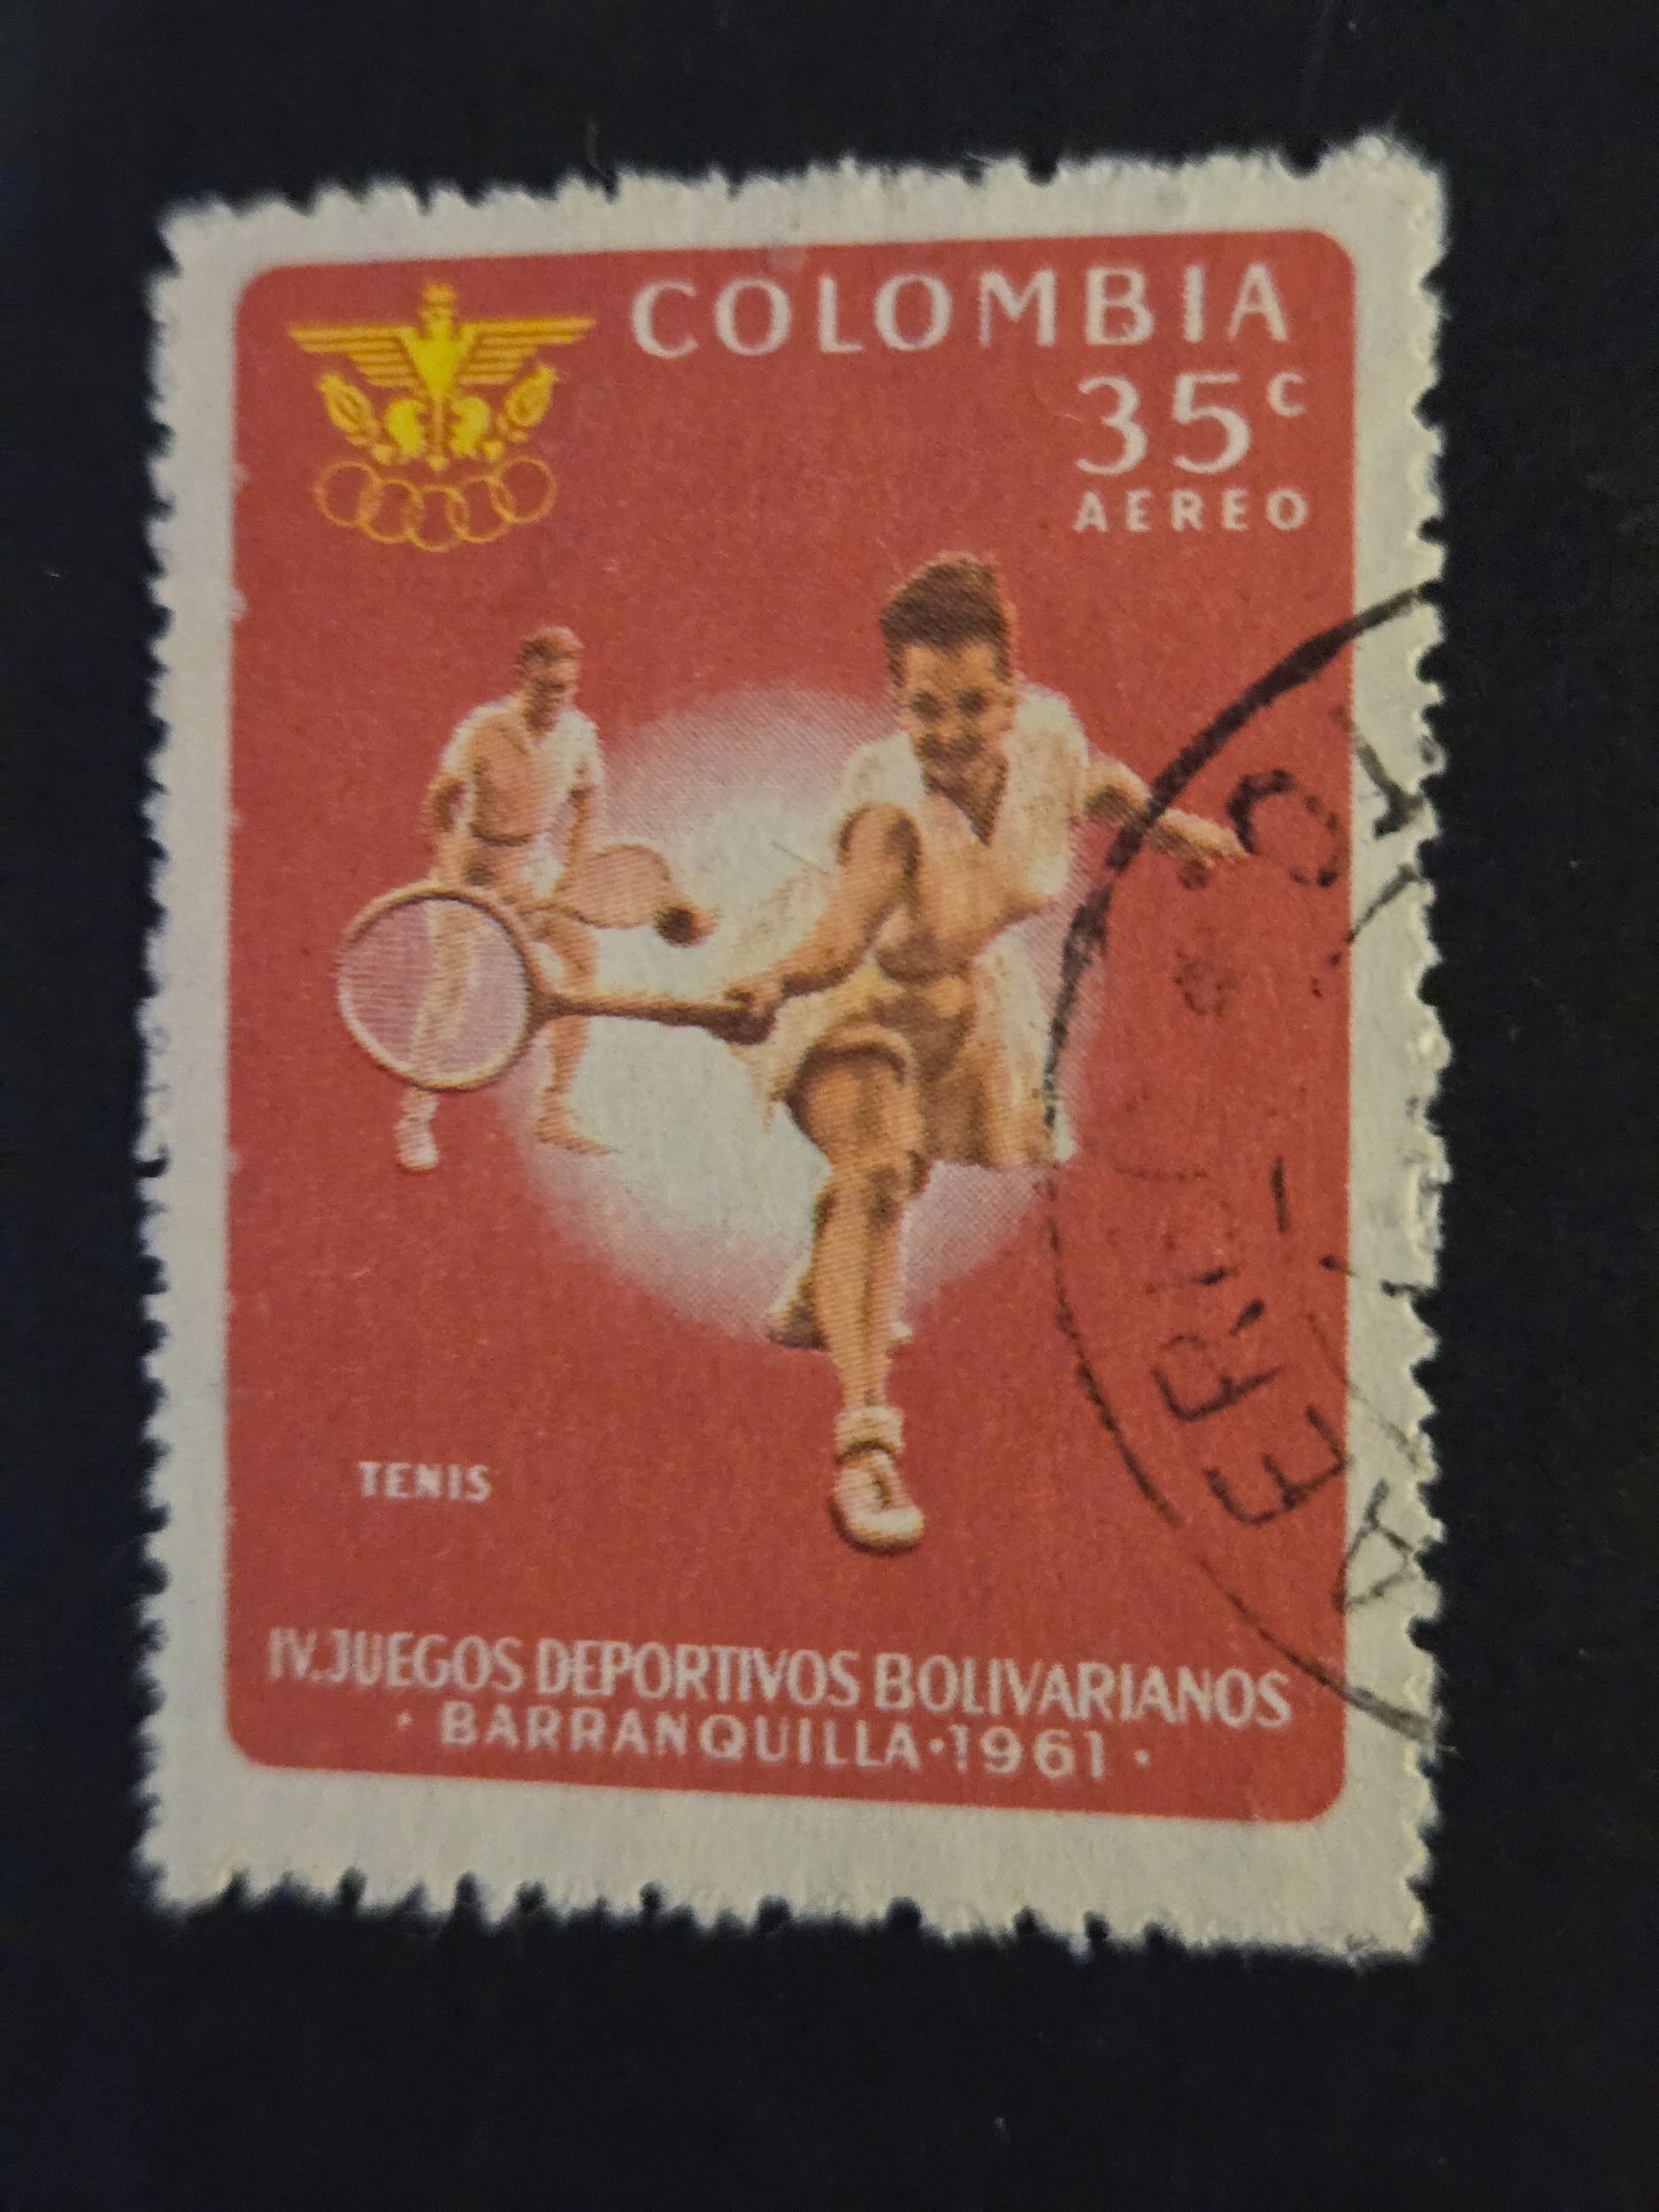 COLOMBIA
35c
AEREO
TENIS
IV.JUEGOS DEPORTIVOS BOLIVARIANOS
· BARRANQUILLA·1961 ·